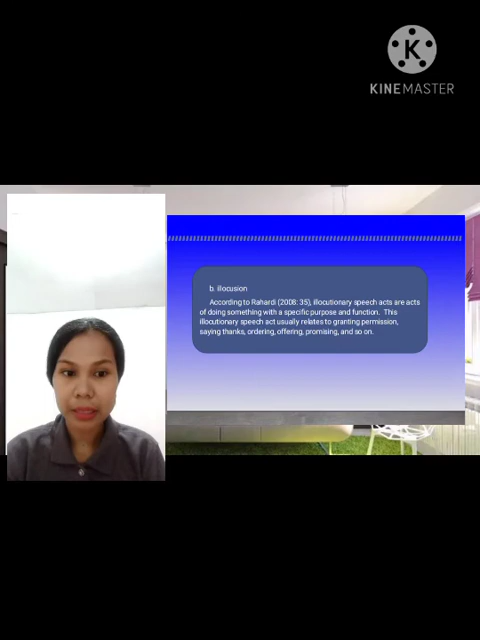 K
KINEMASTER
b. illocusion
According to Rahardi (2008: 35), illocutionary speech acts are acts
of doing something with a specific purpose and function. This
illocutionary speech act usually relates to granting permission,
saying thanks, ordering, offering, promising, and so on.